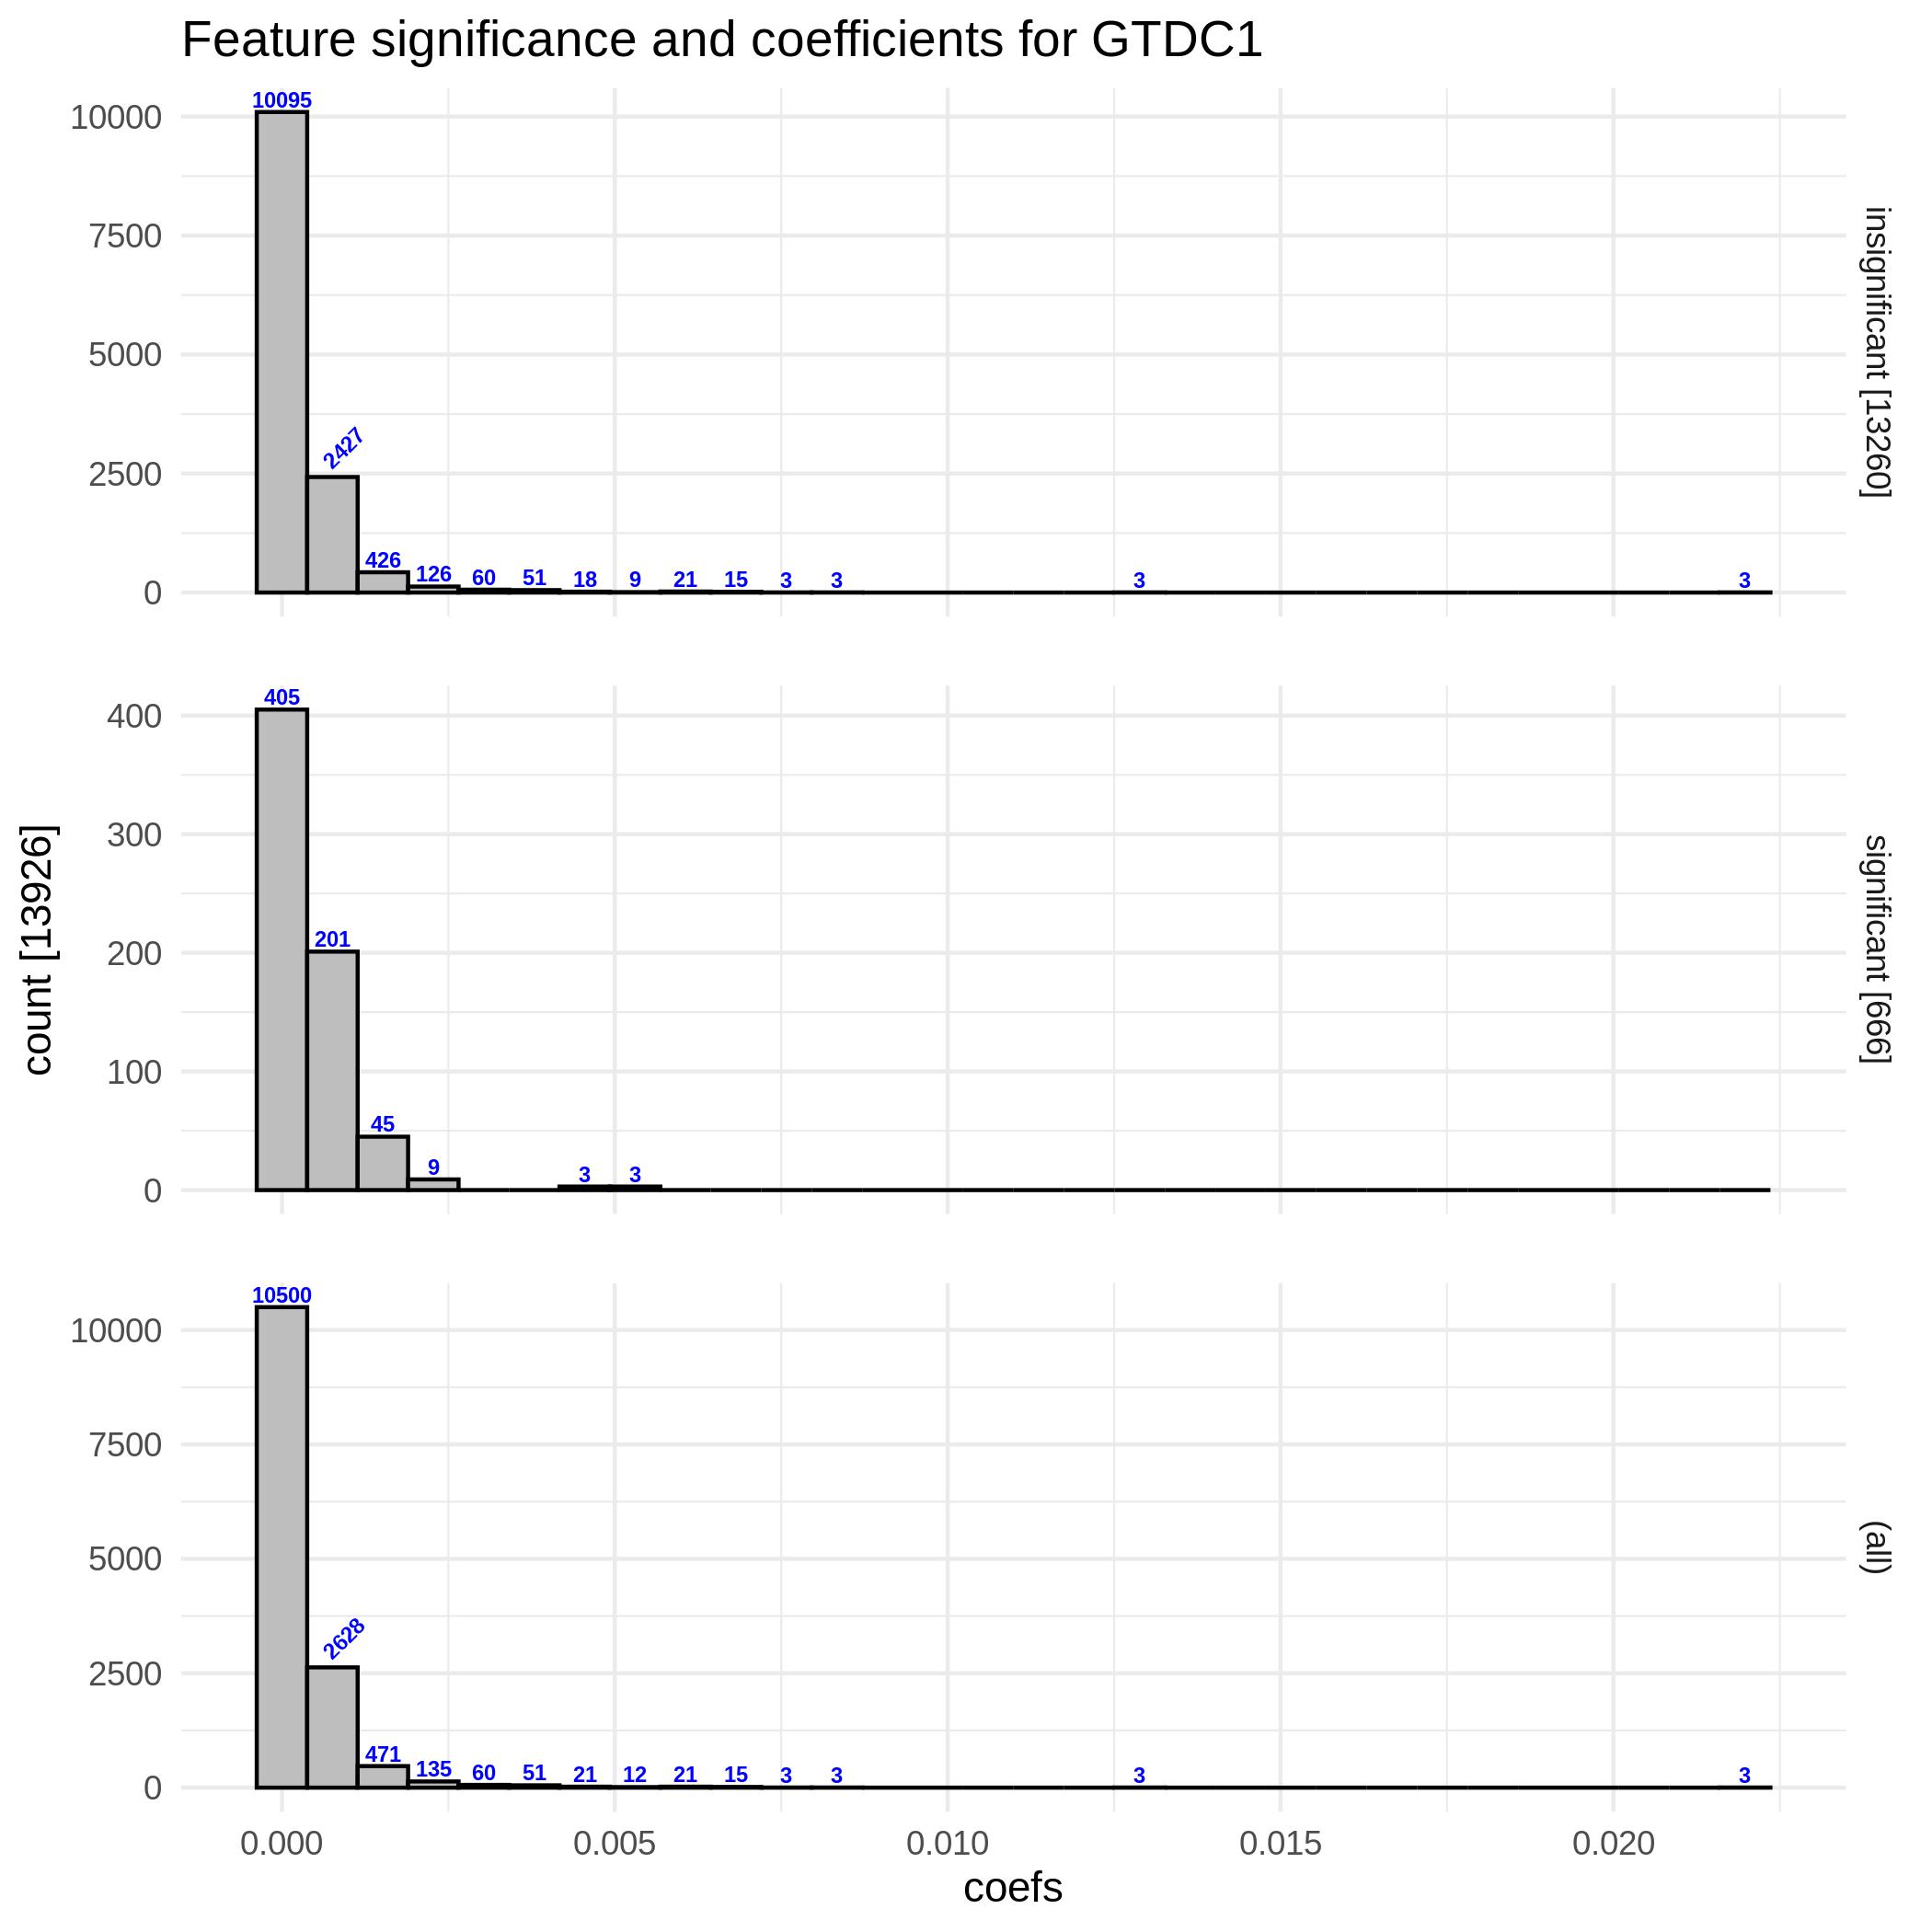 Feature significance and coefficients for GTDC1
10095
10000
7500
5000
2427
2500
426 126 60 51 18 9 21 15 3 3 3 3
0
insignificant [13260]
405
400
300
201
200
100
45
9 3 3
0
significant [666]
count [13926]
10500
10000
7500
5000
2628
2500
471 135 60 51 21 12 21 15 3 3 3 3
0
(all)
0.000 0.005 0.010 0.015 0.020
coefs